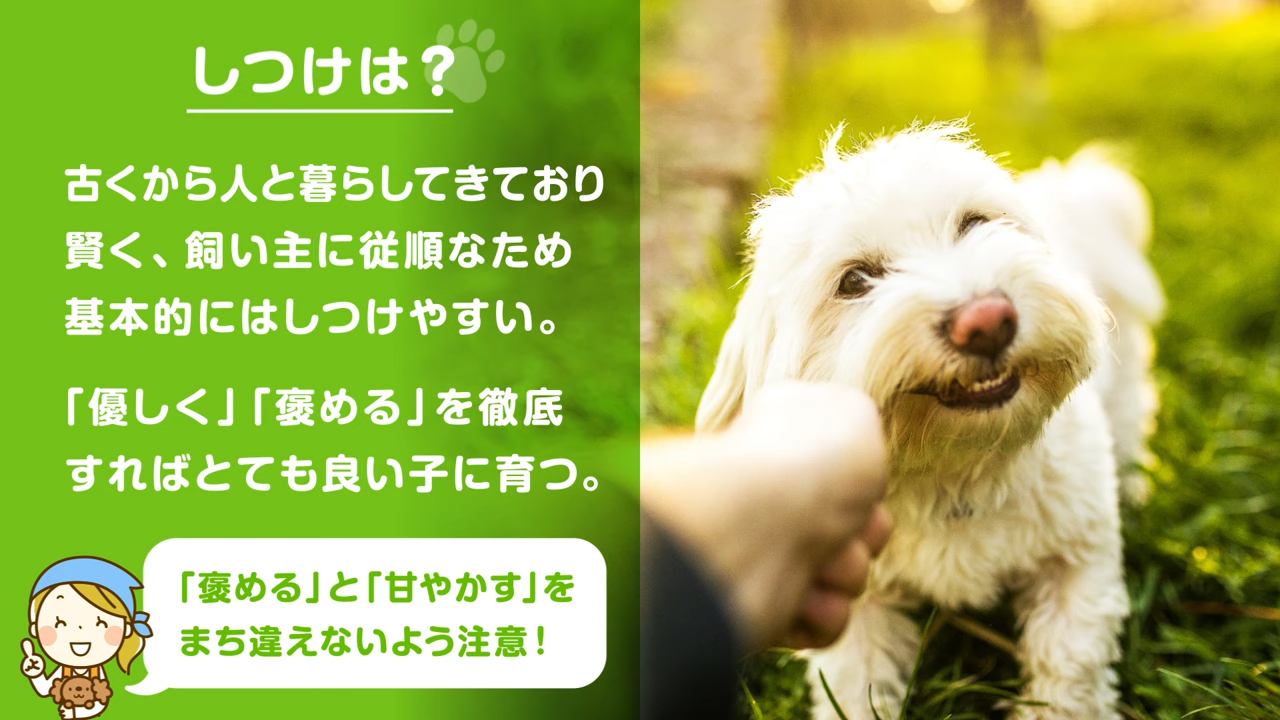 しつけは?
古くから人と暮らしてきており
賢く、飼い主に従順なため
基本的にはしつけやすい。
「優しく」「褒める」を徹底
すればとても良い子に育つ。
「褒める」と「甘やかす」を
まち違えないよう注意!